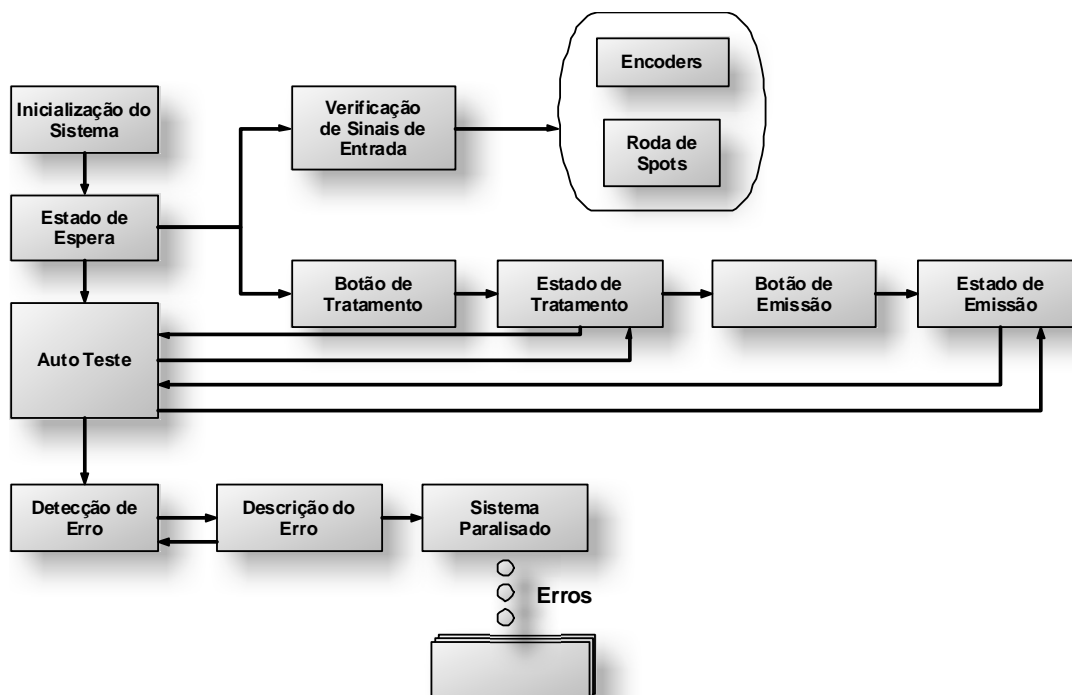 Encoders
Inicialização do
Sistema
Verificação
de Sinais de
Entrada
Roda de
Spots
Estado de
Espera
Botão de
Tratamento
Estado de
Tratamento
Botão de
Emissão
Estado de
Emissão
Auto Teste
Detecção de
Erro
Descrição do
Erro
Sistema
Paralisado
Erros